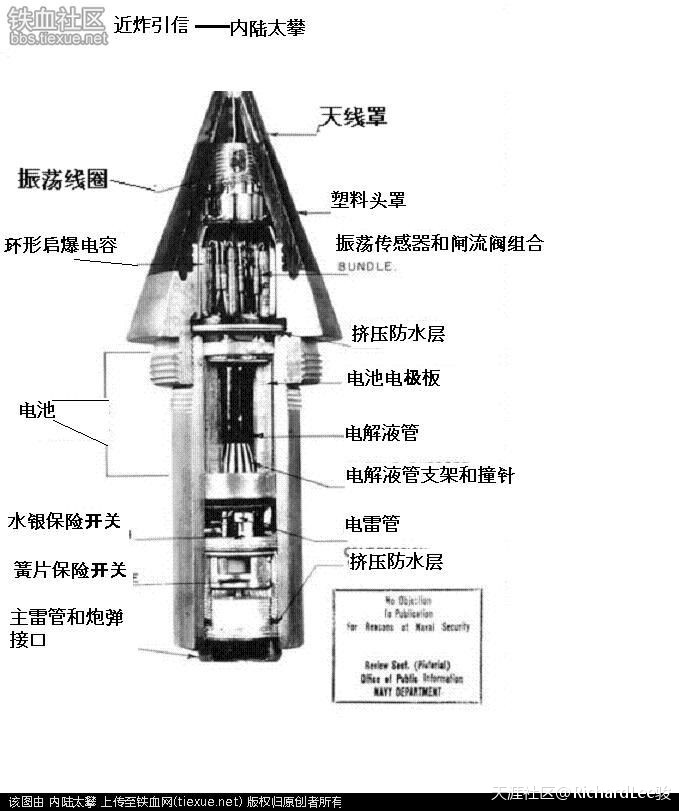 铁血社区
bbs.tiexue.net
近炸引信 ——内陆太攀
天线罩
振荡线圈
塑料头罩
环形启爆电容
振荡传感器和闸流阀组合
BUNDLE.
挤压防水层
电池电极板
电池
电解液管
电解液管支架和撞针
水银保险开关
电雷管
簧片保险开关
挤压防水层
主雷管和炮弹
接口
No Objection
To Publication
For Reasons of Naval Security
Review Sect. (Pictorial)
Office of Public Information
NAVY DEPARTMENT
天涯社区@RichardLee骏
该图由 内陆太攀 上传至铁血网(tiexue.net) 版权归原创者所有